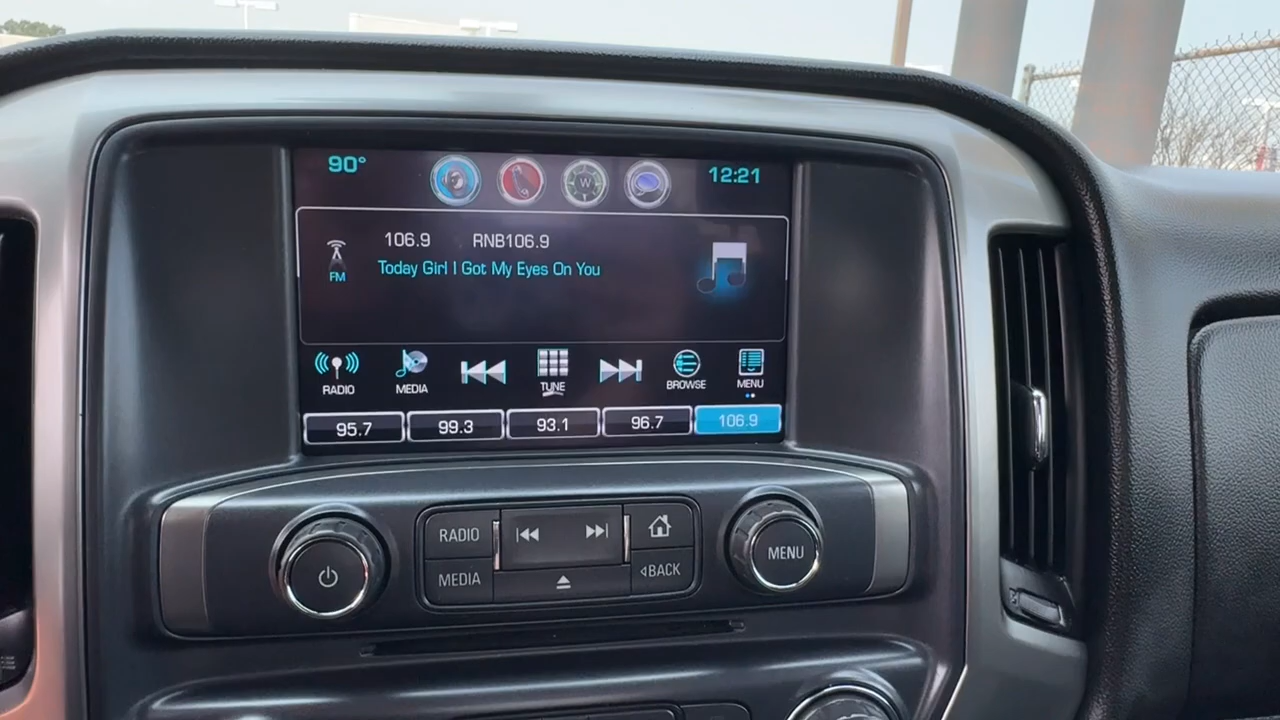 90°
W
12:21
106.9 RNB106.9
FM
Today Girl I Got My Eyes On You
RADIO
MEDIA
TUNE
BROWSE
MENU
95.7
99.3
93.1
96.7
106.9
RADIO
MEDIA
BACK
MENU